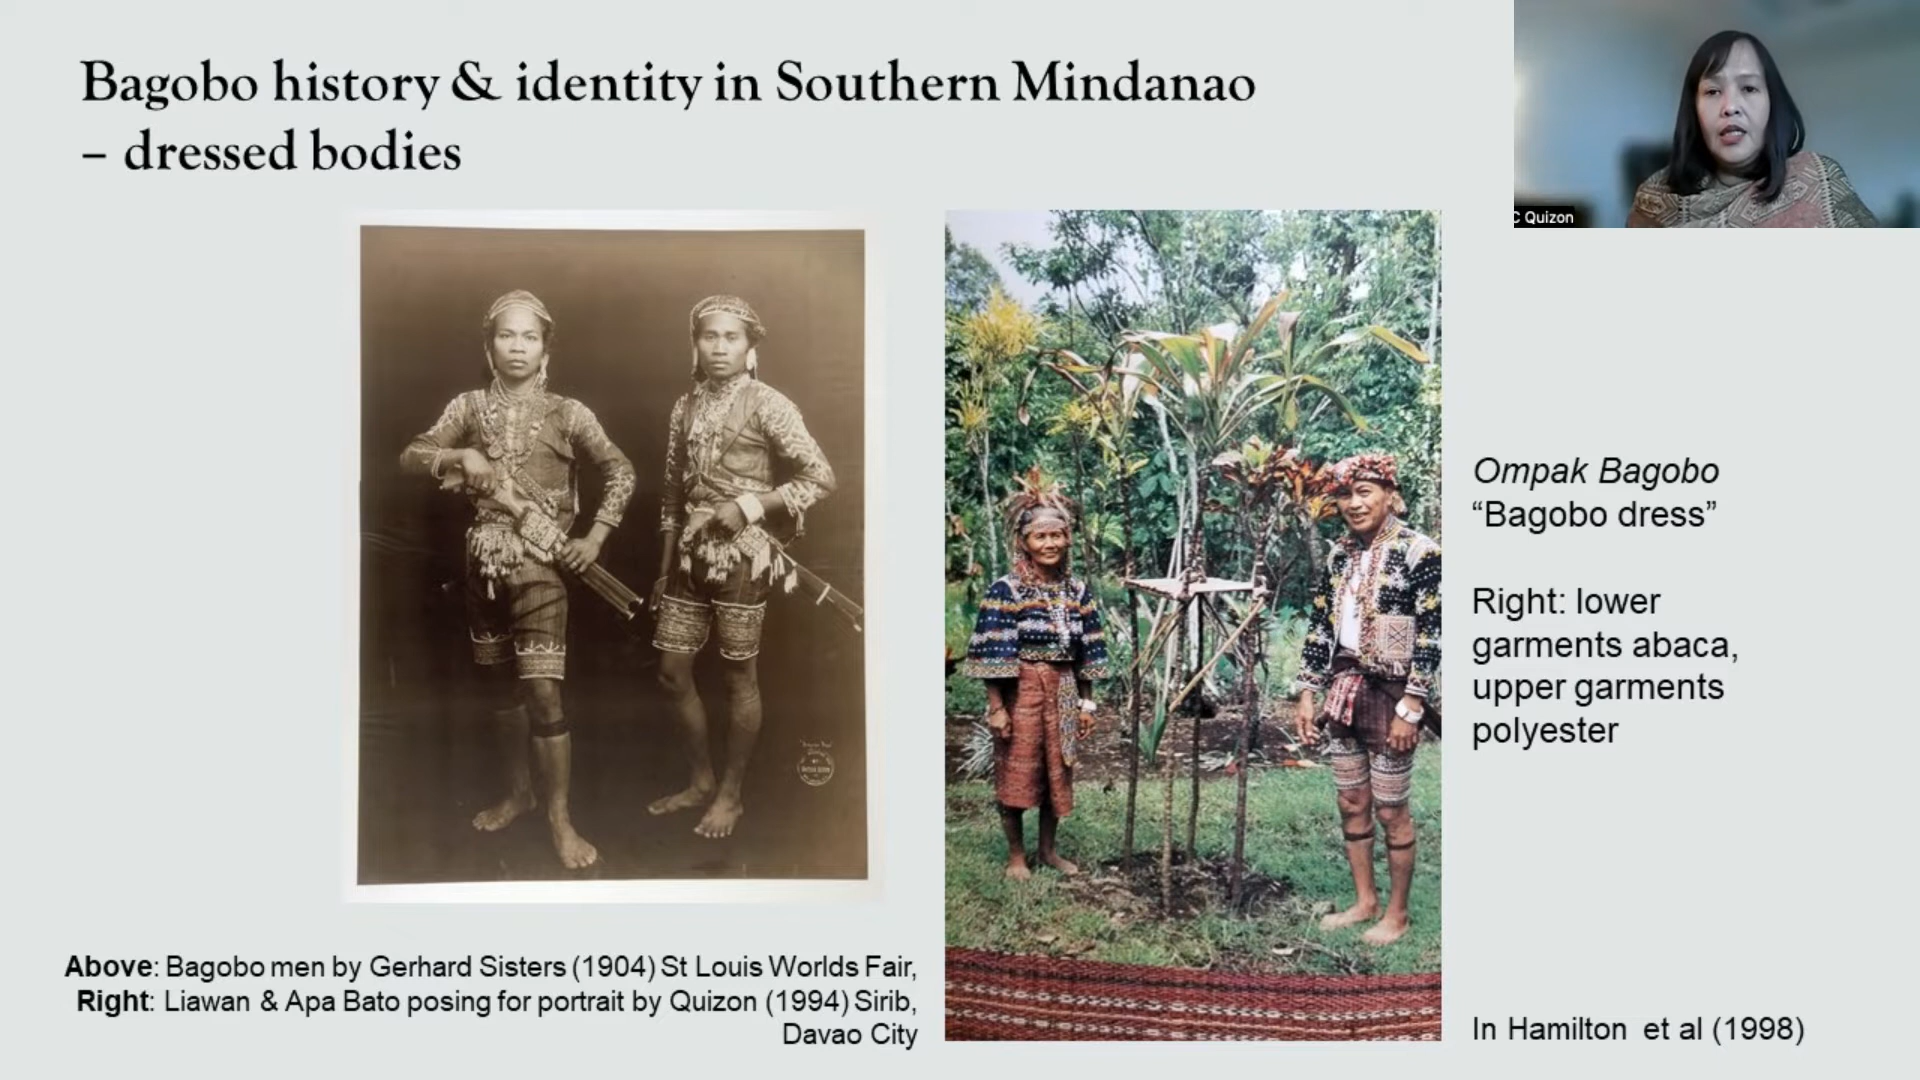 Bagobo history & identity in Southern Mindanao
– dressed bodies
C Quizon
Ompak Bagobo
“Bagobo dress”
Right: lower
garments abaca,
upper garments
polyester
Above: Bagobo men by Gerhard Sisters (1904) St Louis Worlds Fair,
Right: Liawan & Apa Bato posing for portrait by Quizon (1994) Sirib,
Davao City
In Hamilton et al (1998)